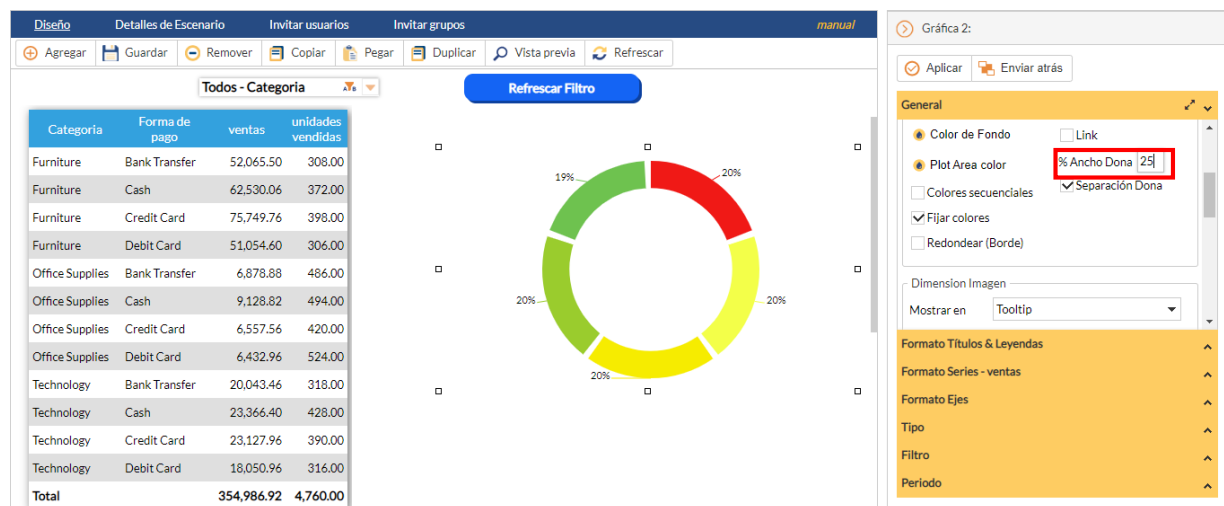 Diseño Detalles de Escenario Invitar usuarios Invitar grupos manual
Agregar Guardar Remover Copiar Pegar Duplicar Vista previa Refrescar
Todos - Categoria
Refrescar Filtro
Categoria Forma de pago ventas unidades vendidas
Furniture Bank Transfer 52,065.50 308.00
Furniture Cash 62,530.06 372.00
Furniture Credit Card 75,749.76 398.00
Furniture Debit Card 51,054.60 306.00
Office Supplies Bank Transfer 6,878.88 486.00
Office Supplies Cash 9,128.82 494.00
Office Supplies Credit Card 6,557.56 420.00
Office Supplies Debit Card 6,432.96 524.00
Technology Bank Transfer 20,043.46 318.00
Technology Cash 23,366.40 428.00
Technology Credit Card 23,127.96 390.00
Technology Debit Card 18,050.96 316.00
Total 354,986.92 4,760.00
19% 20%
20% 20%
20%
Gráfica 2:
Aplicar Enviar atrás
General
Color de Fondo Link
Plot Area color % Ancho Dona 25
Colores secuenciales Separación Dona
Fijar colores
Redondear (Borde)
Dimension Imagen
Mostrar en Tooltip
Formato Títulos & Leyendas
Formato Series - ventas
Formato Ejes
Tipo
Filtro
Periodo